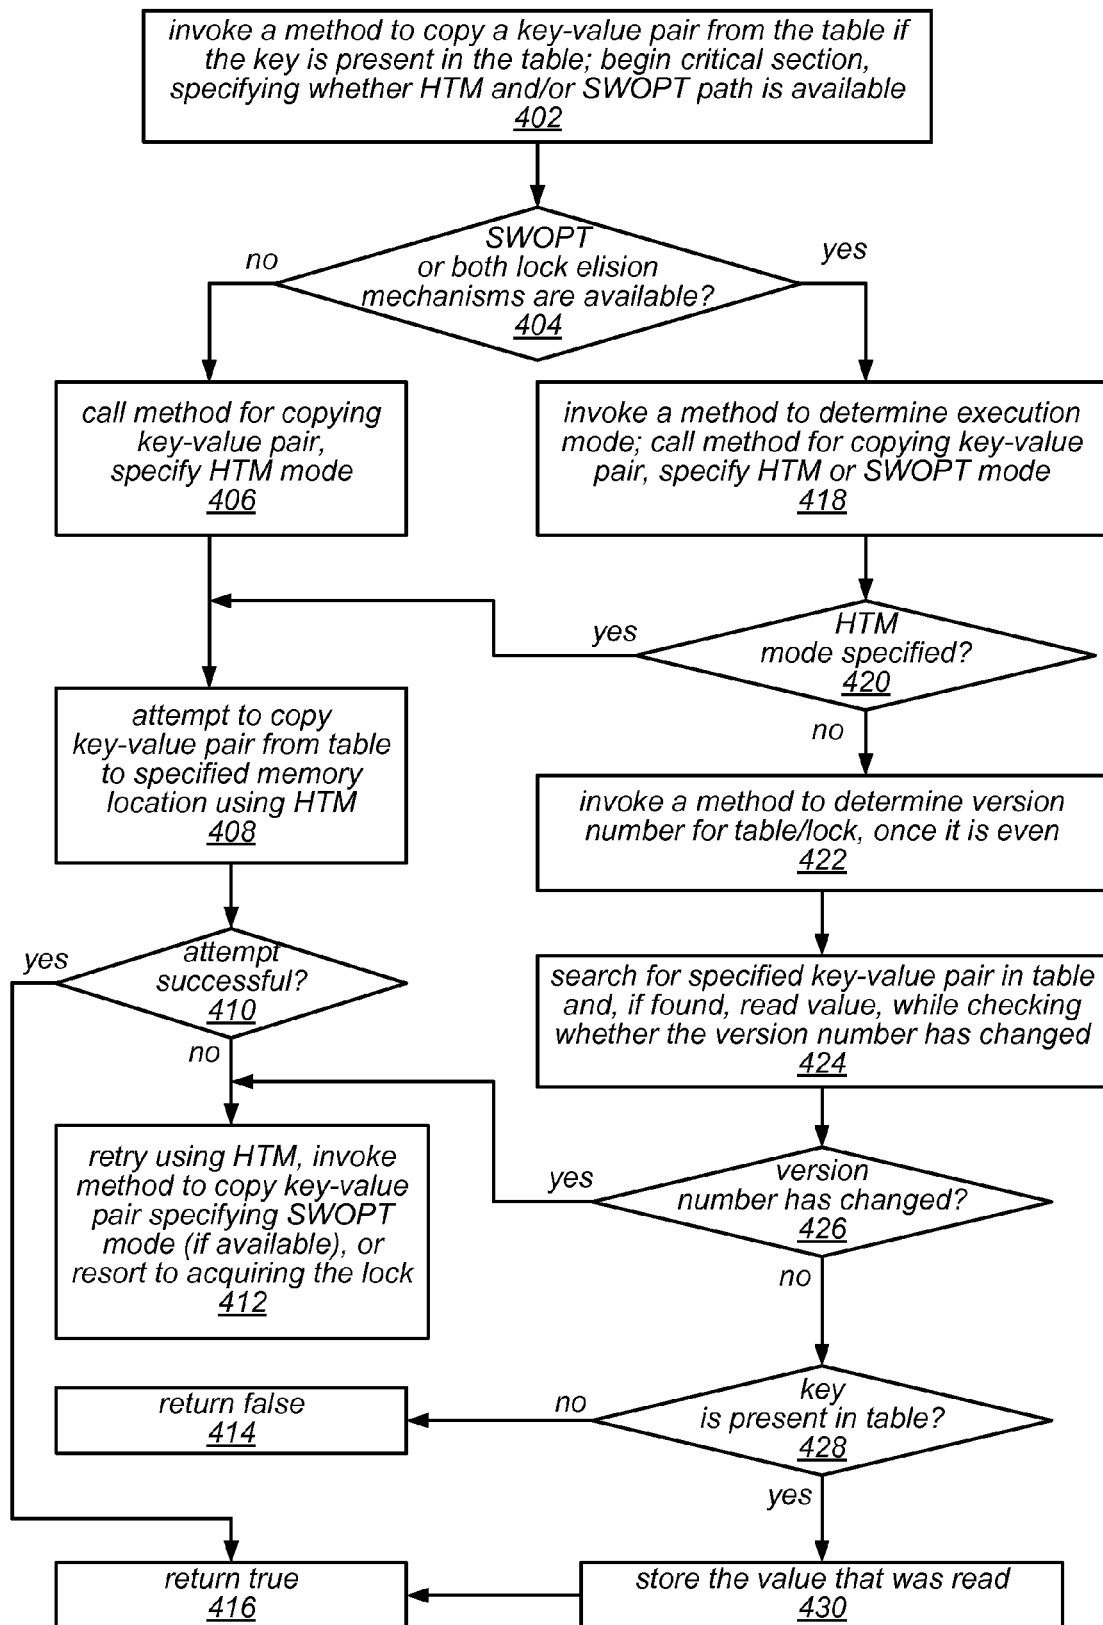 invoke a method to copy a key-value pair from the table if
the key is present in the table; begin critical section,
specifying whether HTM and/or SWOPT path is available
402
SWOPT
or both lock elision
mechanisms are available?
404
no
yes
call method for copying
key-value pair,
specify HTM mode
406
invoke a method to determine execution
mode; call method for copying key-value
pair, specify HTM or SWOPT mode
418
HTM
mode specified?
420
yes
no
attempt to copy
key-value pair from table
to specified memory
location using HTM
408
invoke a method to determine version
number for table/lock, once it is even
422
attempt
successful?
410
yes
no
search for specified key-value pair in table
and, if found, read value, while checking
whether the version number has changed
424
retry using HTM, invoke
method to copy key-value
pair specifying SWOPT
mode (if available), or
resort to acquiring the lock
412
version
number has changed?
426
yes
no
return false
414
key
is present in table?
428
no
yes
return true
416
store the value that was read
430